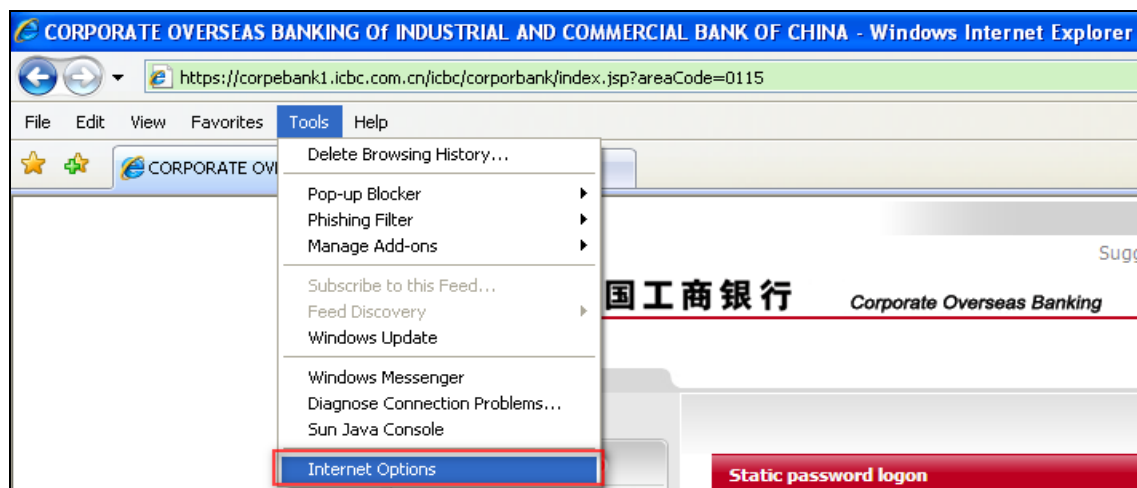 CORPORATE OVERSEAS BANKING Of INDUSTRIAL AND COMMERCIAL BANK OF CHINA - Windows Internet Explorer
https://corpebank1.icbc.com.cn/icbc/corporbank/index.jsp?areaCode=0115
File Edit View Favorites Tools Help
CORPORATE
Delete Browsing History...
Pop-up Blocker
Phishing Filter
Manage Add-ons
Subscribe to this Feed...
Feed Discovery
Windows Update
Windows Messenger
Diagnose Connection Problems...
Sun Java Console
Internet Options
国工商银行 Corporate Overseas Banking
Static password logon